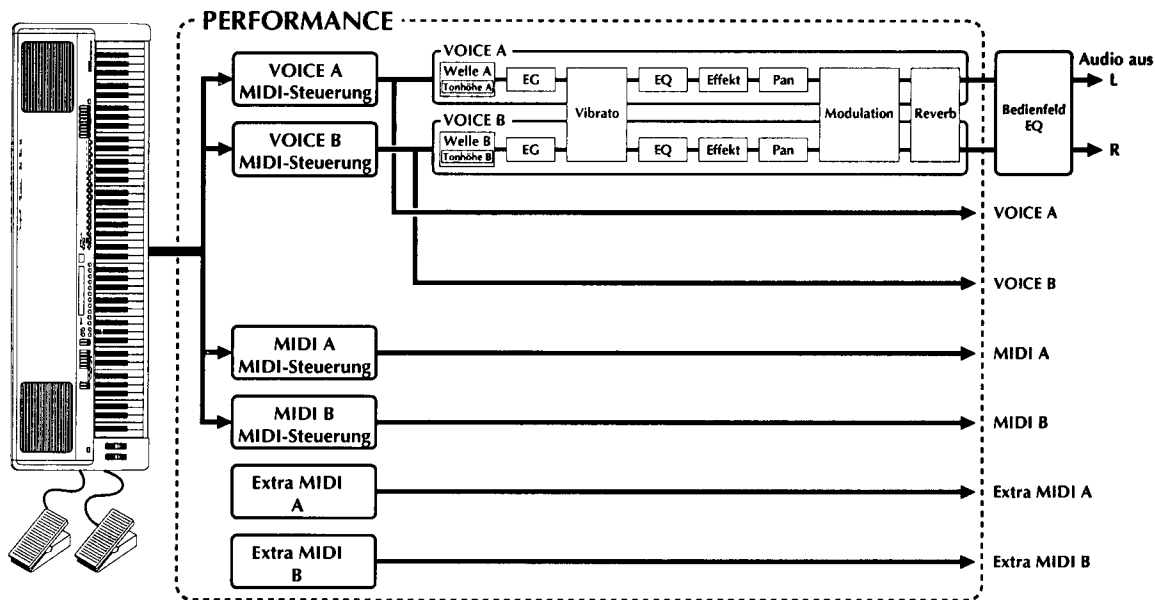 PERFORMANCE
VOICE A
MIDI-Steuerung
VOICE A
Welle A
Tonhöhe A
EG
Vibrato
EQ
Effekt
Pan
Modulation
Reverb
Bedienfeld
EQ
Audio aus
L
VOICE B
MIDI-Steuerung
VOICE B
Welle B
Tonhöhe B
EG
EQ
Effekt
Pan
R
VOICE A
VOICE B
MIDI A
MIDI-Steuerung
MIDI A
MIDI B
MIDI-Steuerung
MIDI B
Extra MIDI
A
Extra MIDI A
Extra MIDI
B
Extra MIDI B